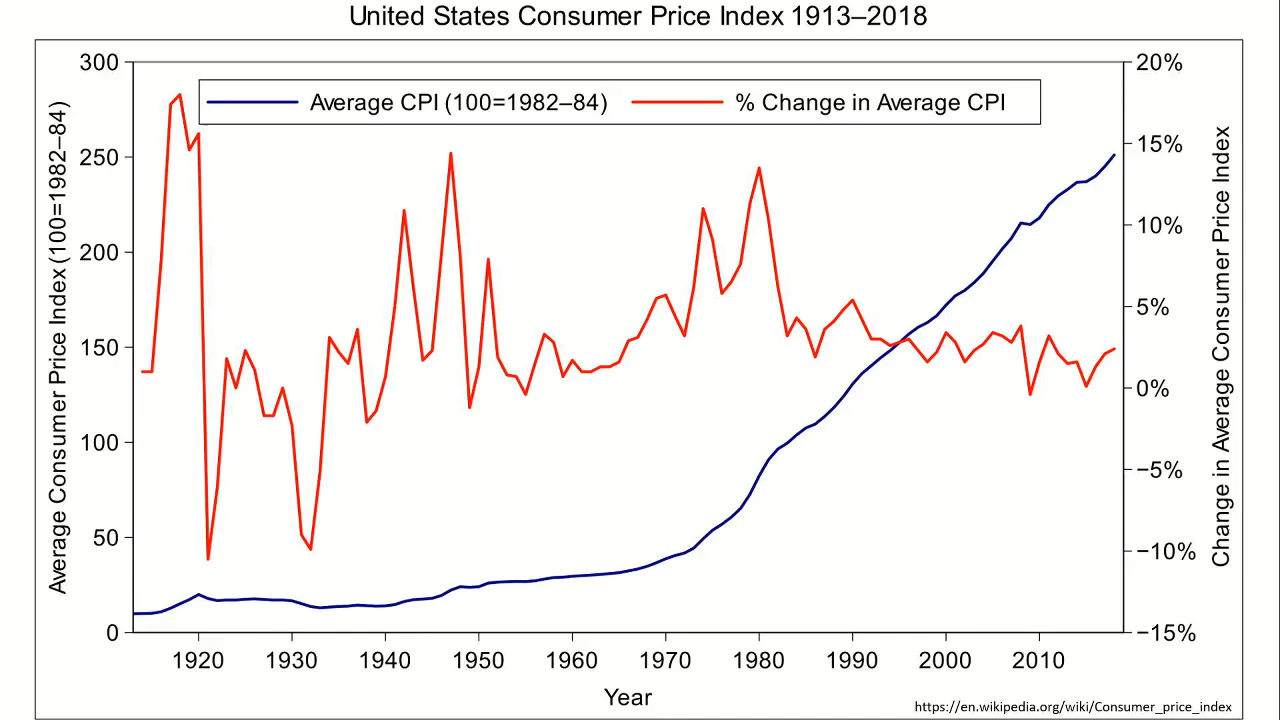 United States Consumer Price Index 1913–2018
Average CPI (100=1982–84)
% Change in Average CPI
Average Consumer Price Index (100=1982–84)
300
250
200
150
100
50
0
20%
15%
10%
5%
0%
−5%
−10%
−15%
Change in Average Consumer Price Index
1920 1930 1940 1950 1960 1970 1980 1990 2000 2010
Year
https://en.wikipedia.org/wiki/Consumer_price_index